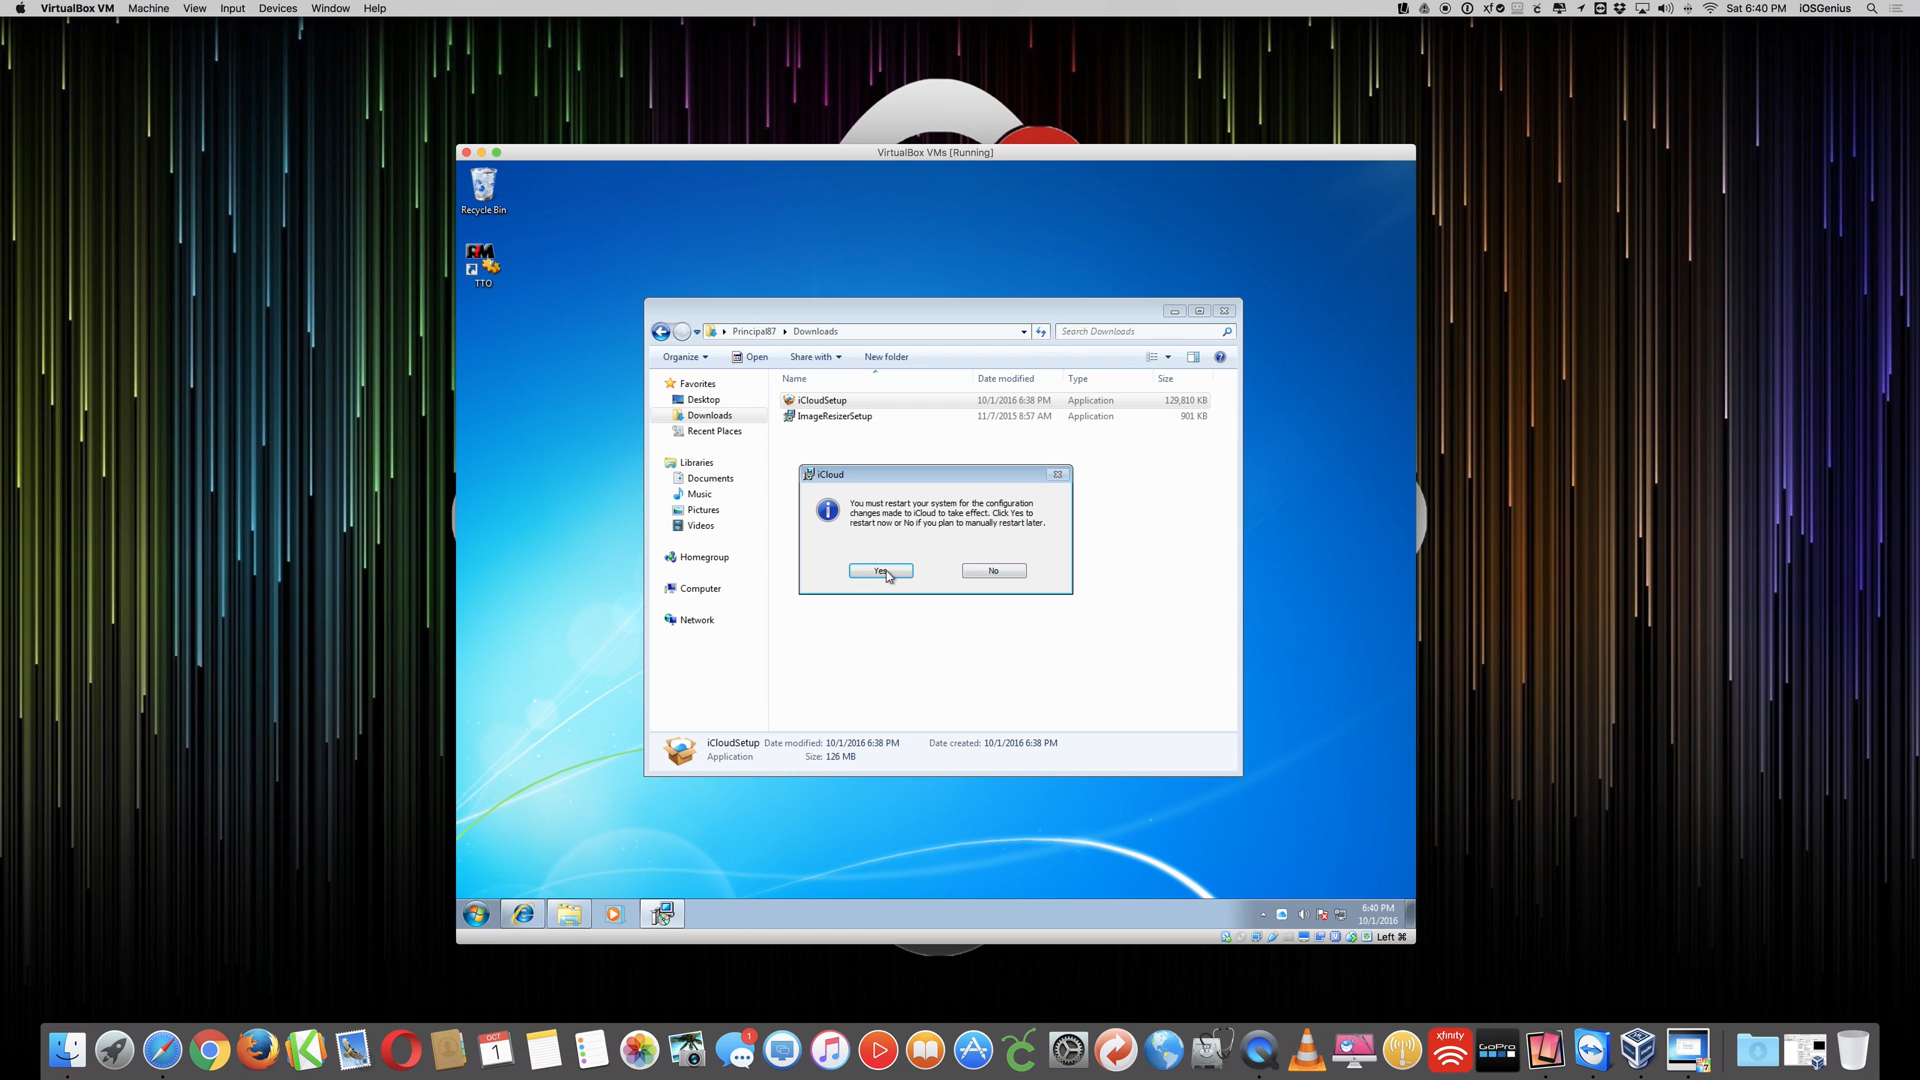 VirtualBox VM Machine View Input Devices Window Help
Sat 6:40 PM iOSGenius
VirtualBox VMs [Running]
Recycle Bin
RM
TTO
Principal87 Downloads
Search Downloads
Organize Open Share with New folder
Name Date modified Type Size
Favorites
Desktop
Downloads
Recent Places
Libraries
Documents
Music
Pictures
Videos
Homegroup
Computer
Network
iCloudSetup 10/1/2016 6:38 PM Application 129,810 KB
ImageResizerSetup 11/7/2015 8:57 AM Application 901 KB
iCloud
You must restart your system for the configuration
changes made to iCloud to take effect. Click Yes to
restart now or No if you plan to manually restart later.
Yes No
iCloudSetup Date modified: 10/1/2016 6:38 PM Date created: 10/1/2016 6:38 PM
Application Size: 126 MB
6:40 PM
10/1/2016
Left ⌘
OCT
1
1
xfinity
GoPro